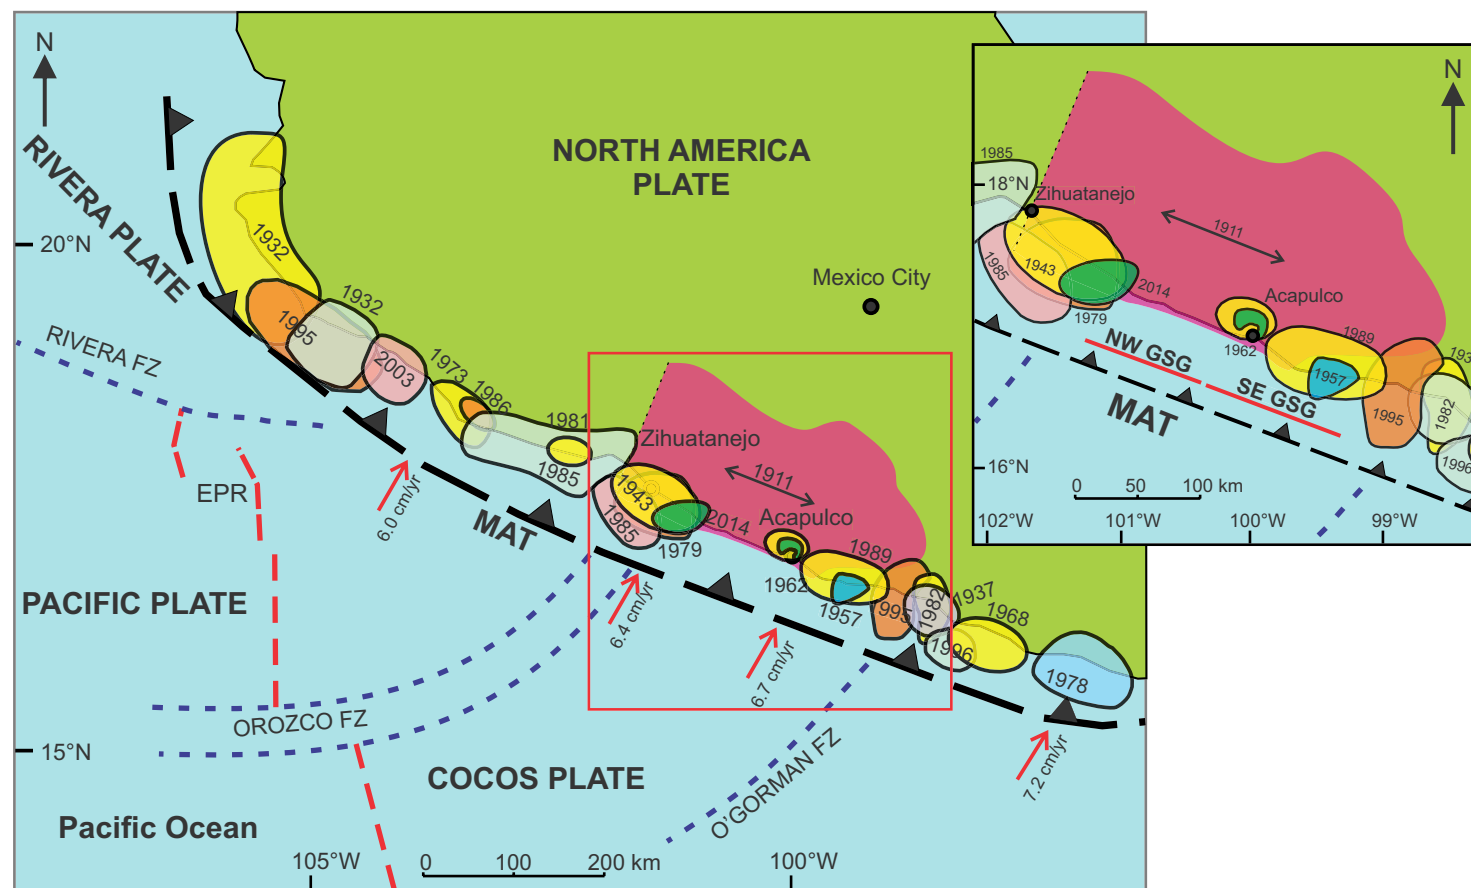 N
RIVERA PLATE
20°N
RIVERA FZ
EPR
PACIFIC PLATE
OROZCO FZ
15°N
COCOS PLATE
Pacific Ocean
105°W
0 100 200 km
100°W
O'GORMAN FZ
NORTH AMERICA
PLATE
Mexico City
1932
1995
1932
2003
1973
1986
1981
1985
Zihuatanejo
1943
1985
1979
2014
1911
Acapulco
1962
1989
1957
995
1982
1937
1968
1996
1978
MAT
6.0 cm/yr
6.4 cm/yr
6.7 cm/yr
7.2 cm/yr
N
1985
18°N
Zihuatanejo
1911
1985
1943
2014
1979
Acapulco
1962
1989
1957
1995
1982
193
1996
NW GSG
SE GSG
MAT
16°N
0 50 100 km
102°W
101°W
100°W
99°W